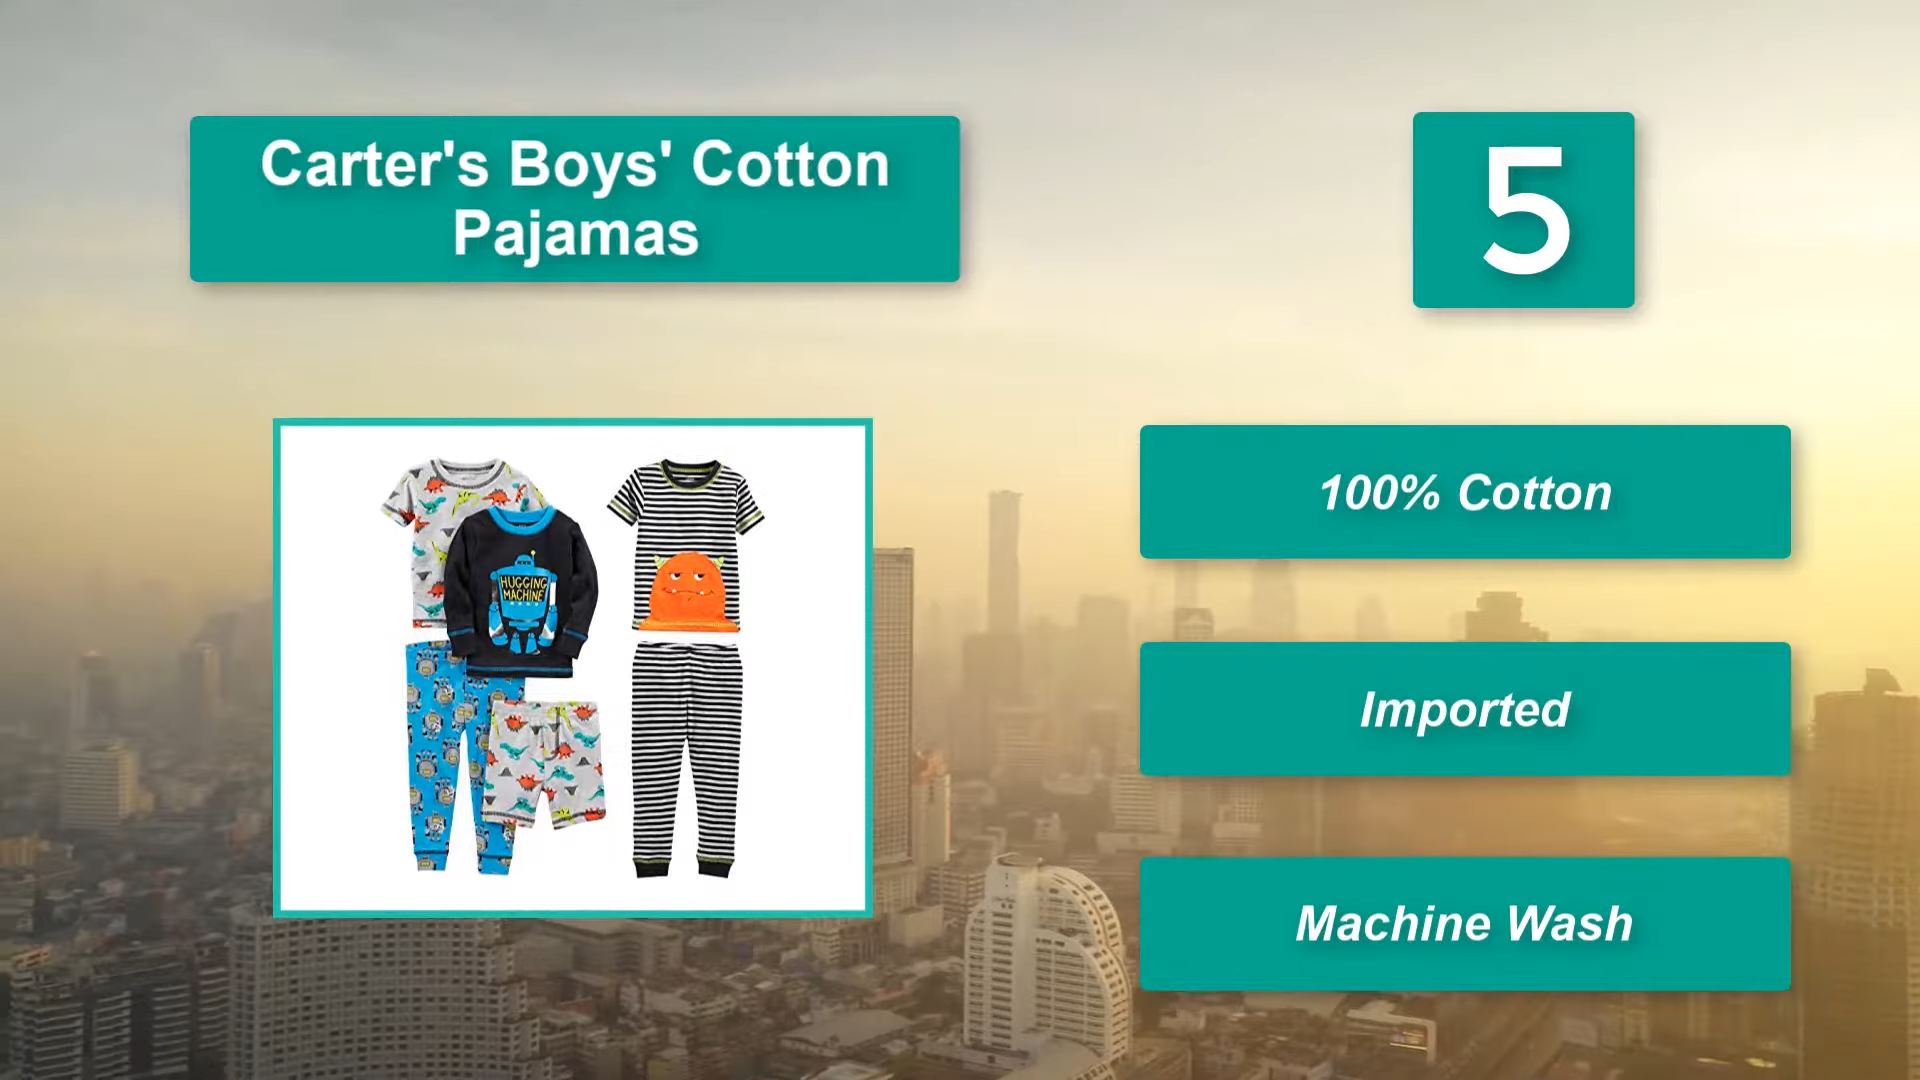 Carter's Boys' Cotton
Pajamas
5
HUGGING
MACHINE
100% Cotton
Imported
Machine Wash